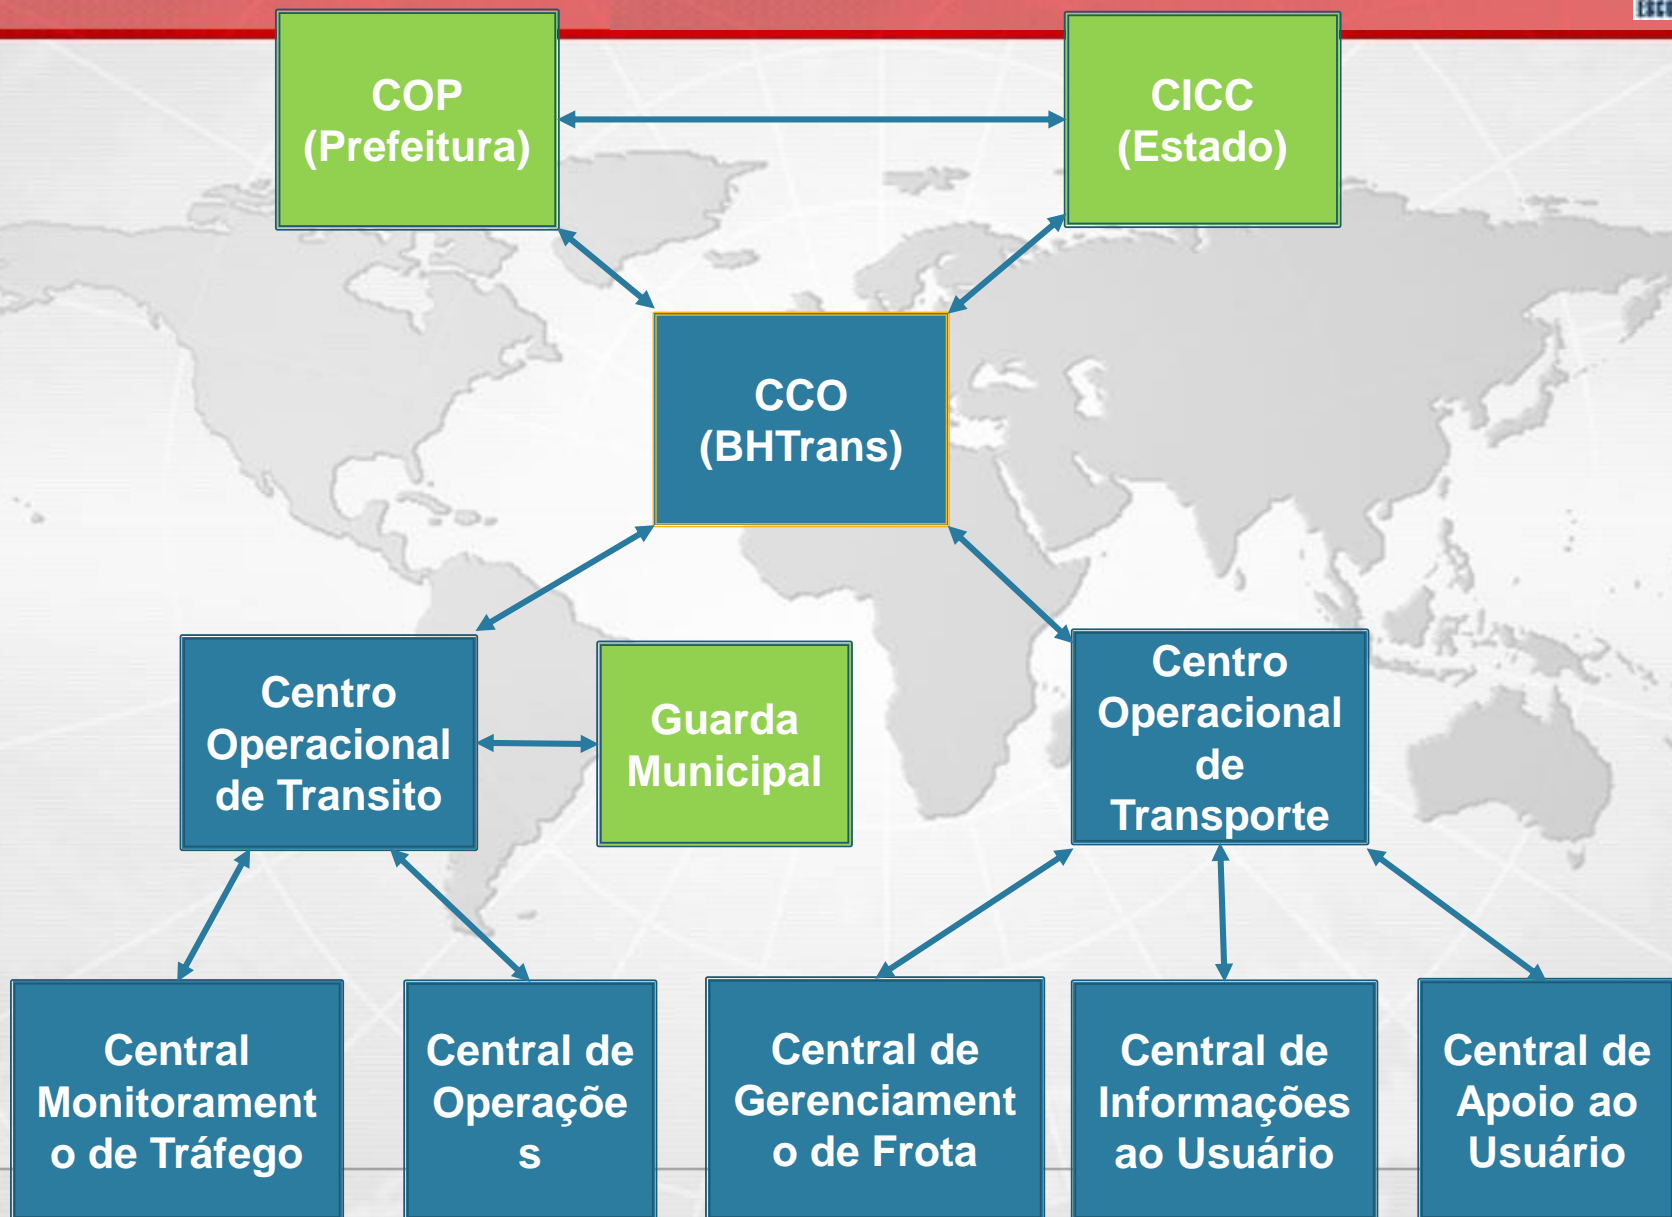 COP
(Prefeitura)
CICC
(Estado)
CCO
(BHTrans)
Centro
Operacional
de Transito
Guarda
Municipal
Centro
Operacional
de
Transporte
Central
Monitorament
o de Tráfego
Central de
Operaçõe
s
Central de
Gerenciament
o de Frota
Central de
Informações
ao Usuário
Central de
Apoio ao
Usuário